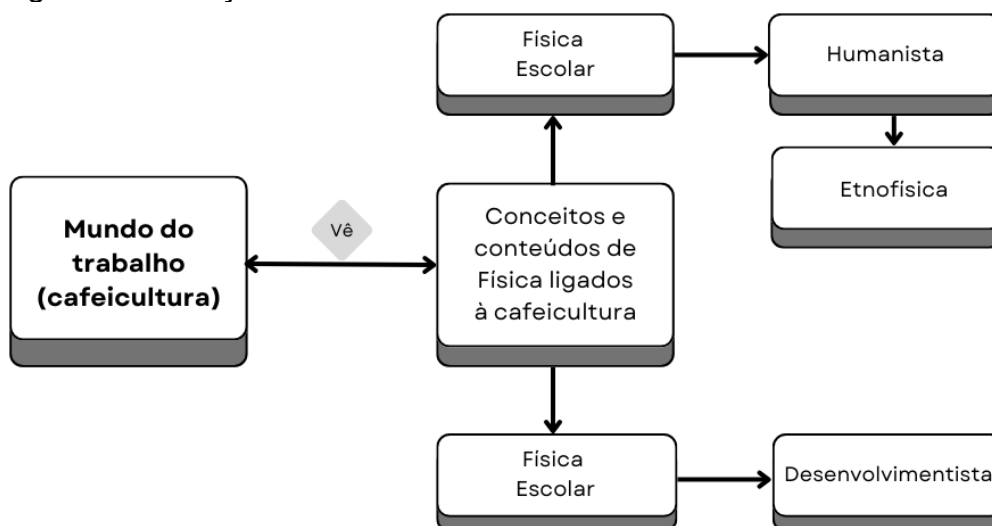 Física
Escolar
Humanista
Etnofísica
Mundo do
trabalho
(cafeicultura)
Vê
Conceitos e
conteúdos de
Física ligados
à cafeicultura
Física
Escolar
Desenvolvimentista